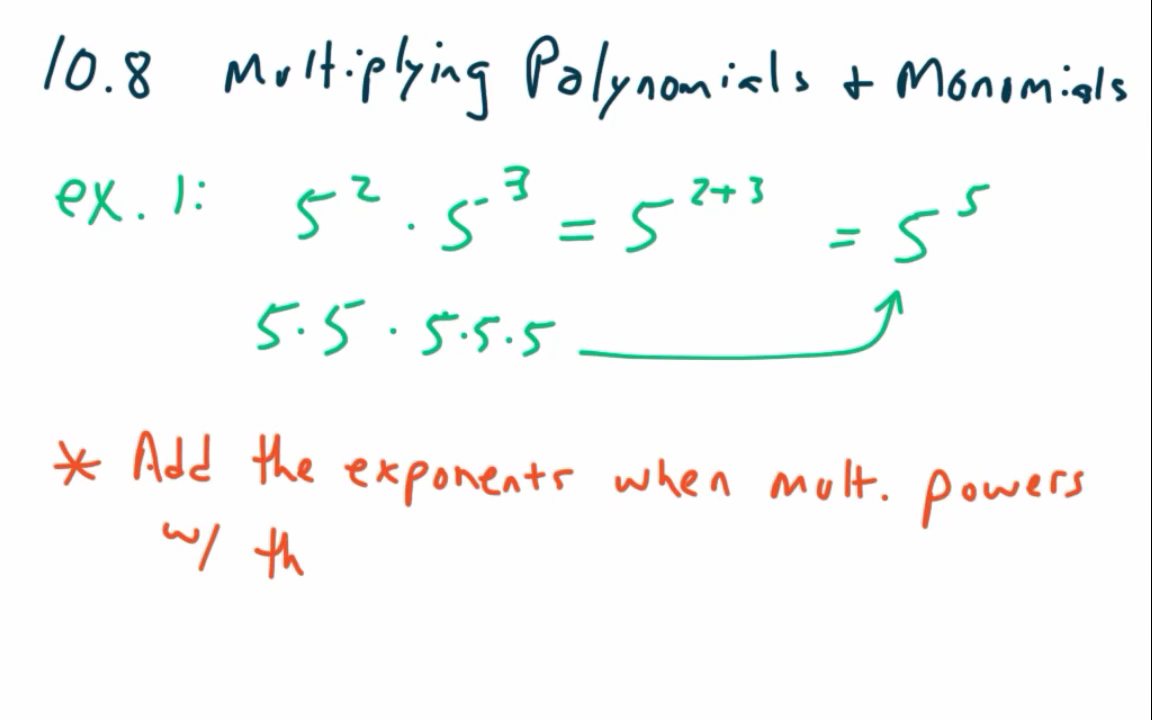 10.8 Multiplying Polynomials + Monomials
ex. 1: 5² · 5³ = 5²⁺³ = 5⁵
5·5 · 5·5·5
* Add the exponents when mult. powers
w/ th